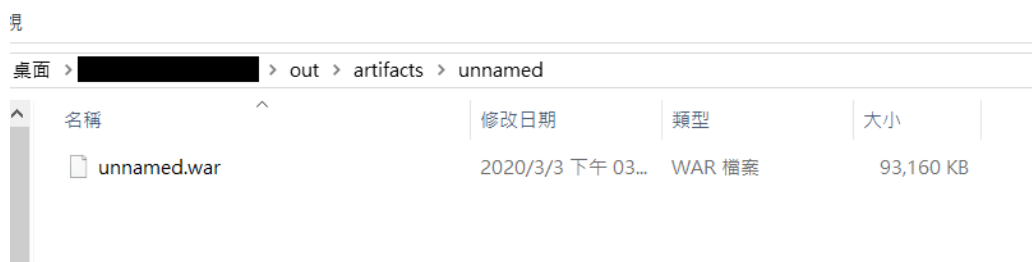 視
桌面 > > out > artifacts > unnamed
名稱 修改日期 類型 大小
unnamed.war 2020/3/3 下午 03... WAR 檔案 93,160 KB